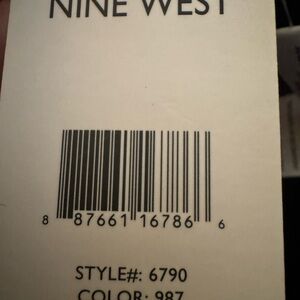 NINE WEST
8 87661 16786 6
STYLE#: 6790
COLOR: 987